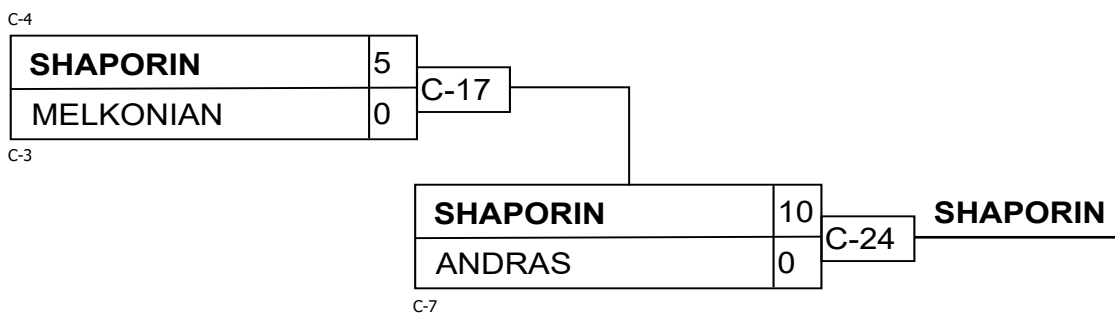 C-4
SHAPORIN 5
C-17
MELKONIAN 0
C-3
SHAPORIN 10
SHAPORIN
C-24
ANDRAS 0
C-7